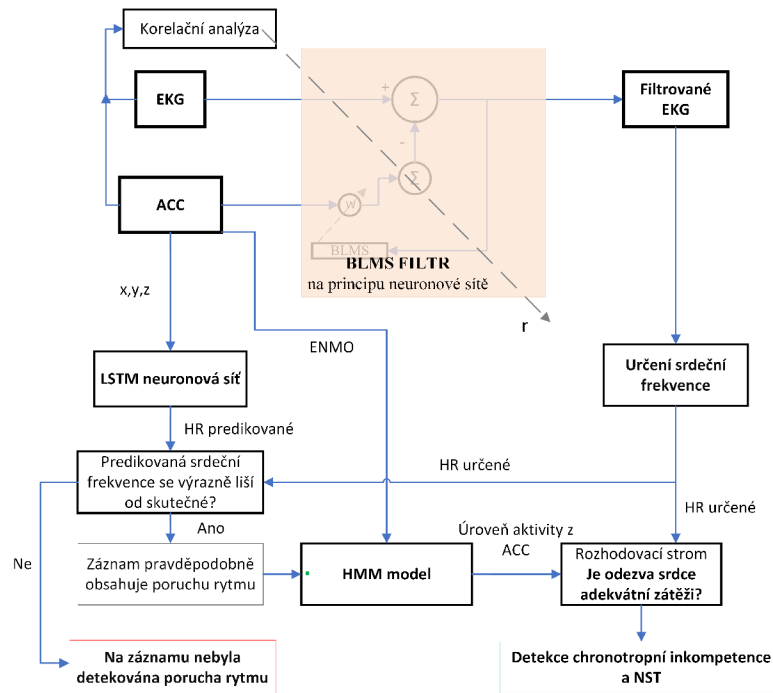 Korelační analýza
EKG
+
Σ
Filtrované
EKG
-
ACC
w
Σ
BLMS
BLMS FILTR
na principu neuronové sítě
x,y,z
r
ENMO
LSTM neuronová síť
Určení srdeční
frekvence
HR predikované
Predikovaná srdeční
frekvence se výrazně liší
od skutečné?
HR určené
HR určené
Ano
Ne
Záznam pravděpodobně
obsahuje poruchu rytmu
HMM model
Úroveň aktivity z
ACC
Rozhodovací strom
Je odezva srdce
adekvátní zátěži?
Na záznamu nebyla
detekována porucha rytmu
Detekce chronotropní inkompetence
a NST